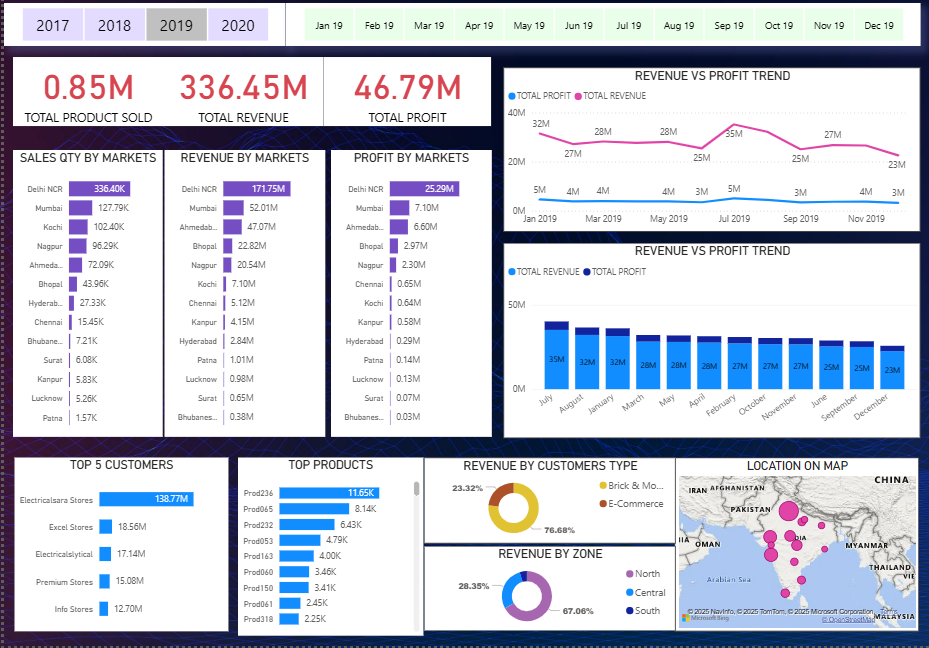 2017 2018 2019 2020
Jan 19 Feb 19 Mar 19 Apr 19 May 19 Jun 19 Jul 19 Aug 19 Sep 19 Oct 19 Nov 19 Dec 19
0.85M 336.45M 46.79M
TOTAL PRODUCT SOLD TOTAL REVENUE TOTAL PROFIT
SALES QTY BY MARKETS
Delhi NCR 336.40K
Mumbai 127.79K
Kochi 102.40K
Nagpur 96.29K
Ahmeda... 72.09K
Bhopal 43.96K
Hyderab... 27.33K
Chennai 15.45K
Bhubane... 7.21K
Surat 6.08K
Kanpur 5.83K
Lucknow 5.26K
Patna 1.57K
REVENUE BY MARKETS
Delhi NCR 171.75M
Mumbai 52.01M
Ahmedab... 47.07M
Bhopal 22.82M
Nagpur 20.54M
Kochi 7.10M
Chennai 5.12M
Kanpur 4.15M
Hyderabad 2.84M
Patna 1.01M
Lucknow 0.98M
Surat 0.65M
Bhubanes... 0.38M
PROFIT BY MARKETS
Delhi NCR 25.29M
Mumbai 7.10M
Ahmedab... 6.60M
Bhopal 2.97M
Nagpur 2.30M
Chennai 0.65M
Kochi 0.64M
Kanpur 0.58M
Hyderabad 0.29M
Patna 0.14M
Lucknow 0.13M
Surat 0.07M
Bhubanes... 0.03M
REVENUE VS PROFIT TREND
TOTAL PROFIT TOTAL REVENUE
40M
20M
0M
32M 27M 28M 28M 25M 35M 25M 27M 23M
5M 4M 4M 4M 3M 5M 3M 4M 3M
Jan 2019 Mar 2019 May 2019 Jul 2019 Sep 2019 Nov 2019
REVENUE VS PROFIT TREND
TOTAL REVENUE TOTAL PROFIT
50M
0M
35M 32M 32M 28M 28M 28M 27M 27M 27M 25M 25M 23M
July August January March May April February October November June September December
TOP 5 CUSTOMERS
Electricalsara Stores 138.77M
Excel Stores 18.56M
Electricalslytical 17.14M
Premium Stores 15.08M
Info Stores 12.70M
TOP PRODUCTS
Prod236 11.65K
Prod065 8.14K
Prod232 6.43K
Prod053 4.79K
Prod163 4.00K
Prod060 3.46K
Prod150 3.41K
Prod061 2.45K
Prod318 2.25K
REVENUE BY CUSTOMERS TYPE
23.32%
76.68%
Brick & Mo...
E-Commerce
REVENUE BY ZONE
28.35%
67.06%
North
Central
South
LOCATION ON MAP
CHINA
IRAN AFGHANISTAN
PAKISTAN
OMAN
MYANMAR
THAILAND
Arabian Sea
© 2025 NavInfo, © 2025 TomTom, © 2025 Microsoft Corporation, Terms
Microsoft Bing
© OpenStreetMap
MALAYSIA